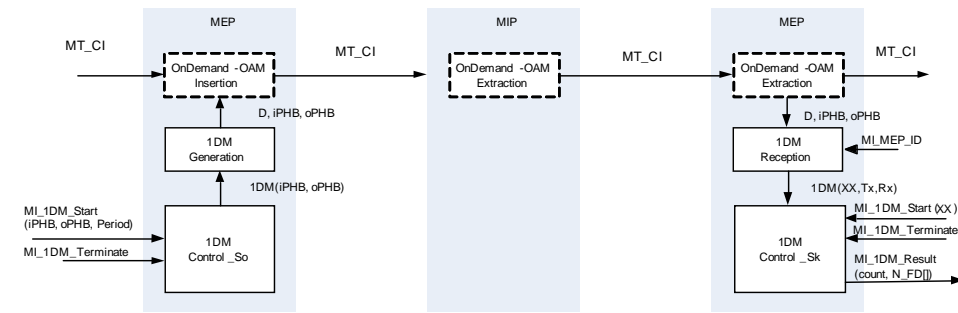 MEP
MIP
MEP
MT_CI
MT_CI
MT_CI
MT_CI
OnDemand -OAM
Insertion
OnDemand -OAM
Extraction
OnDemand -OAM
Extraction
D, iPHB, oPHB
D, iPHB, oPHB
1DM
Generation
1DM
Reception
MI_MEP_ID
1DM(iPHB, oPHB)
1DM(XX,Tx,Rx)
MI_1DM_Start
(iPHB, oPHB, Period)
MI_1DM_Terminate
1DM
Control _So
1DM
Control _Sk
MI_1DM_Start (XX)
MI_1DM_Terminate
MI_1DM_Result
(count, N_FD[])